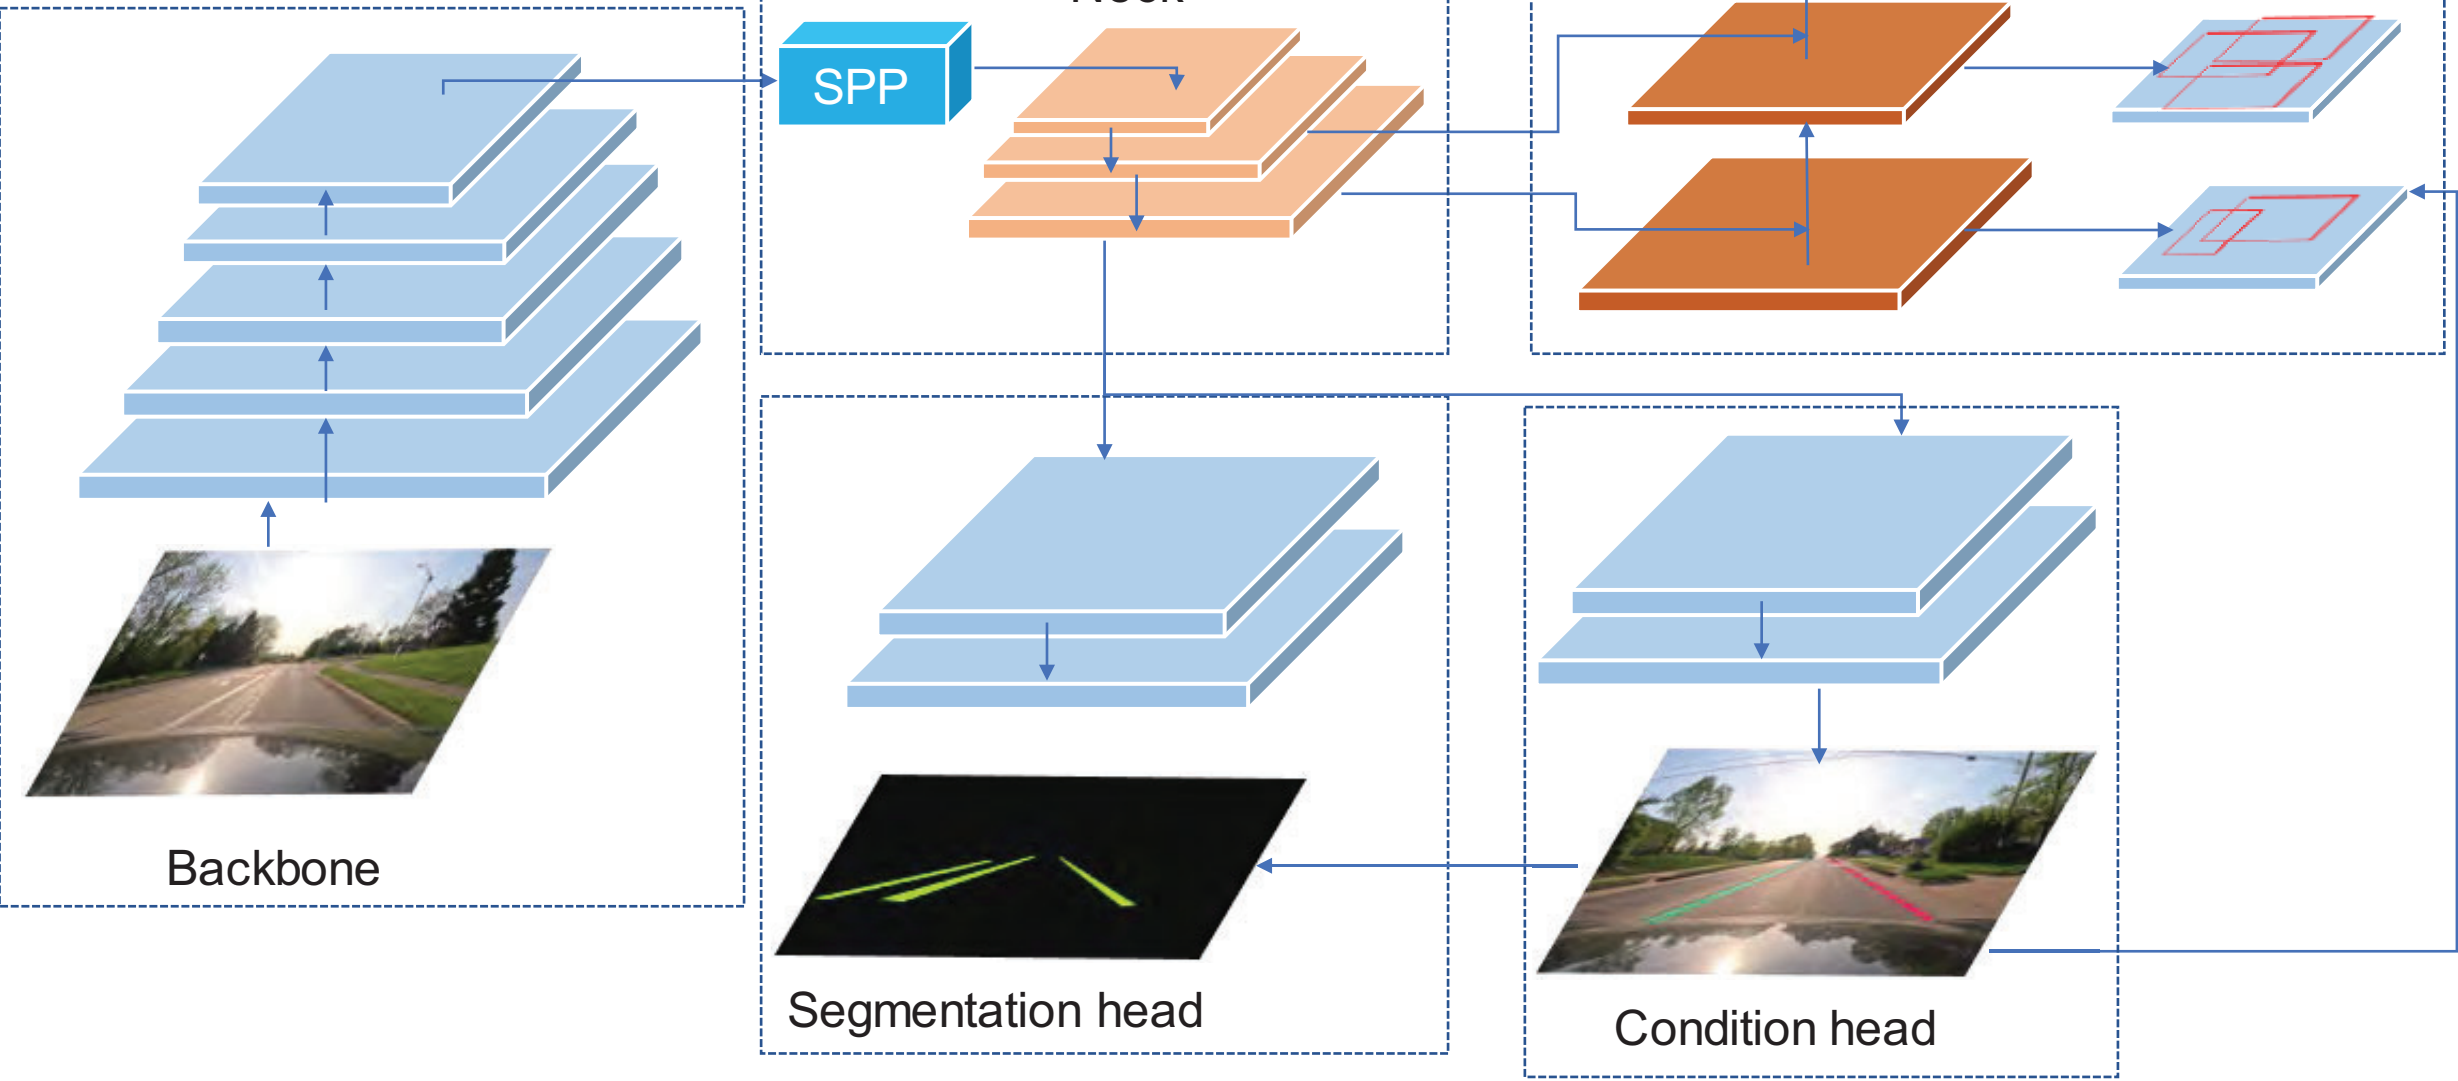 SPP
Backbone
Segmentation head
Condition head